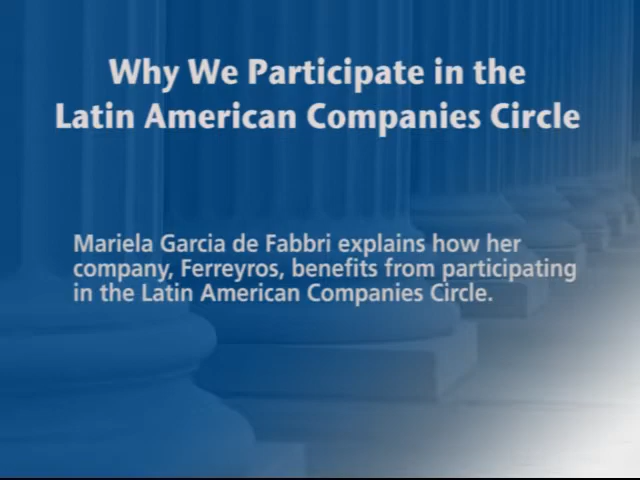 Why We Participate in the
Latin American Companies Circle
Mariela Garcia de Fabbri explains how her
company, Ferreyros, benefits from participating
in the Latin American Companies Circle.